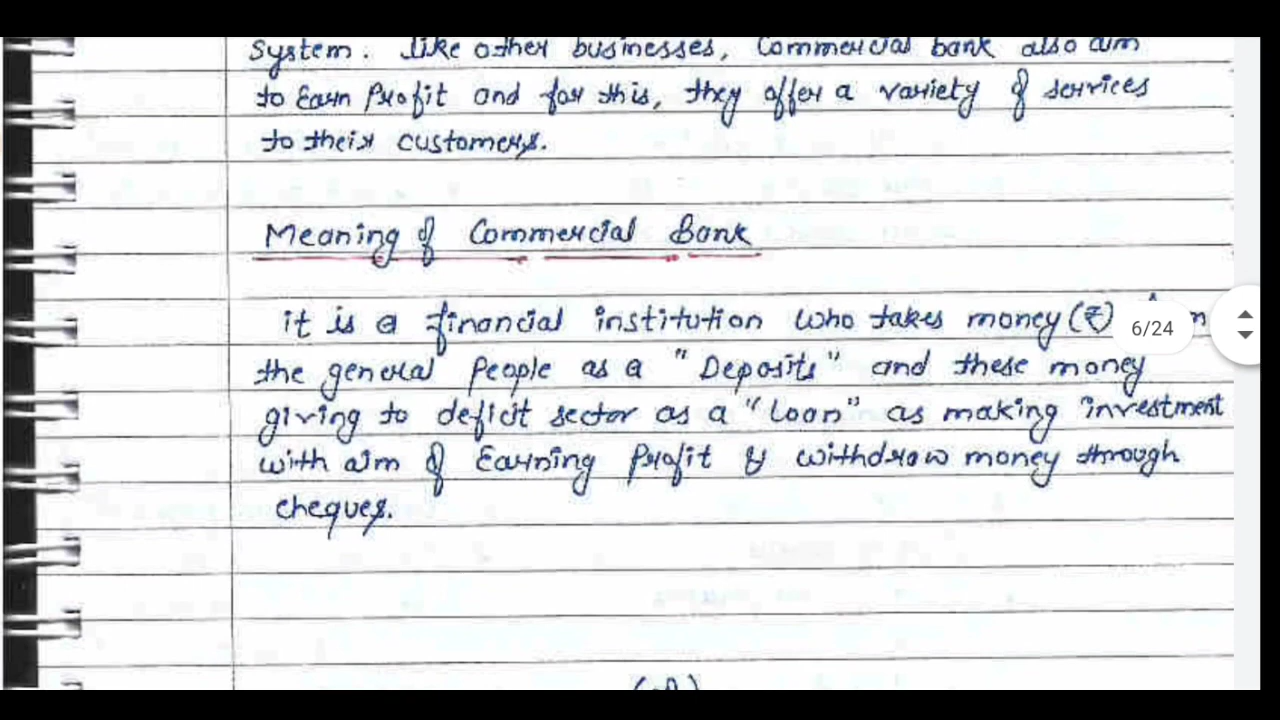 System. Like other businesses, Commercial bank also aim
to Earn Profit and for this, they offer a variety of services
to their customers.
Meaning of Commercial Bank
it is a financial institution who takes money (₹)
6/24
the general People as a "Deposits" and these money
giving to deficit sector as a "Loan" as making investment
with aim of Earning Profit & withdraw money through
cheques.